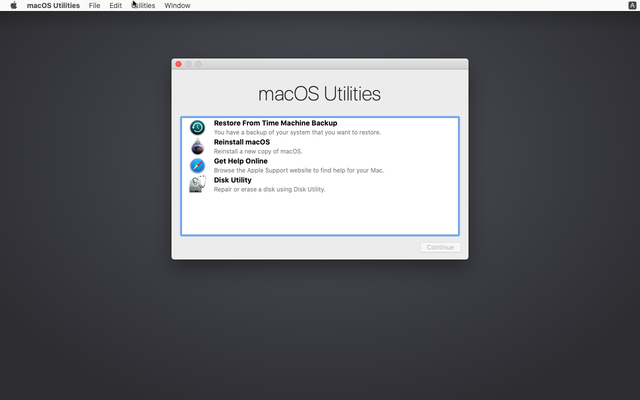 macOS Utilities File Edit Utilities Window A
macOS Utilities
Restore From Time Machine Backup
You have a backup of your system that you want to restore.
Reinstall macOS
Reinstall a new copy of macOS.
Get Help Online
Browse the Apple Support website to find help for your Mac.
Disk Utility
Repair or erase a disk using Disk Utility.
Continue